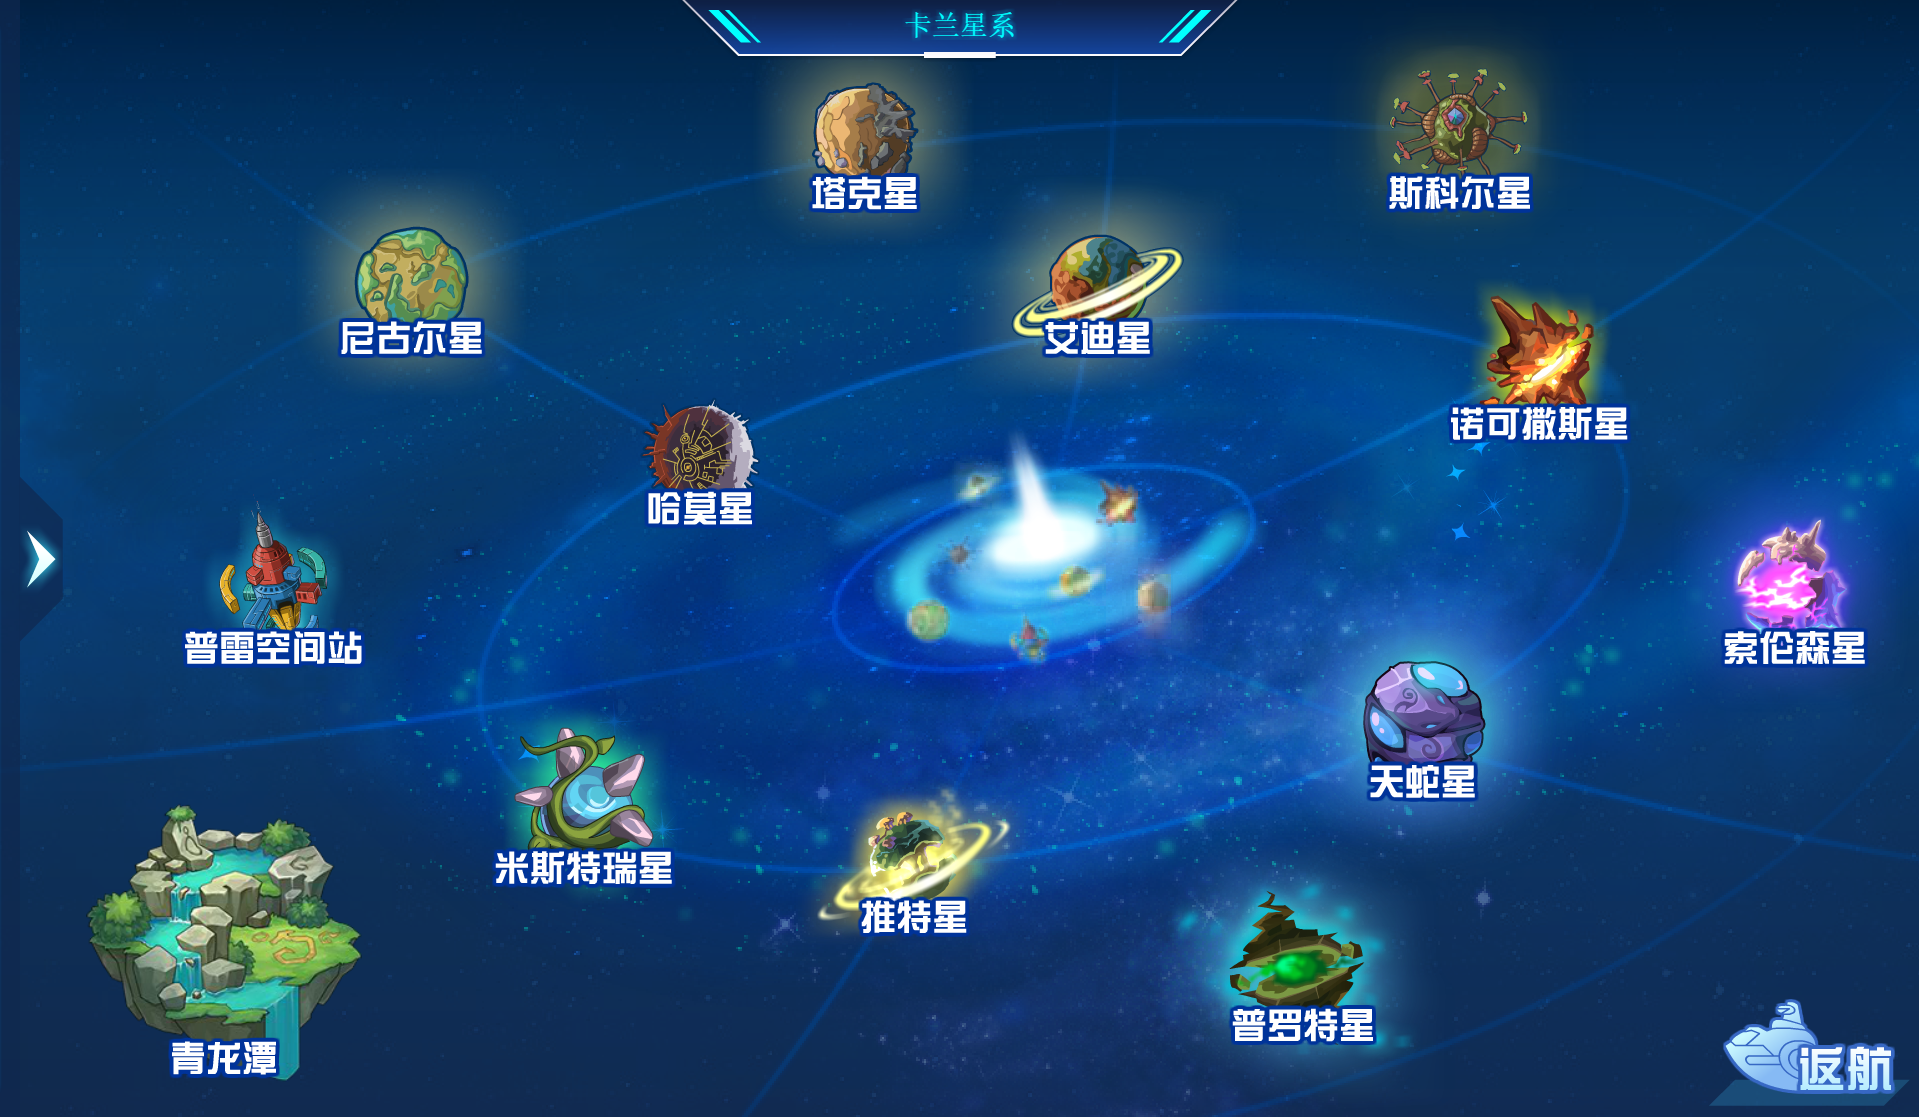 卡兰星系
塔克星
斯科尔星
尼古尔星
艾迪星
诺可撒斯星
哈莫星
普雷空间站
索伦森星
天蛇星
米斯特瑞星
推特星
普罗特星
青龙潭
返航